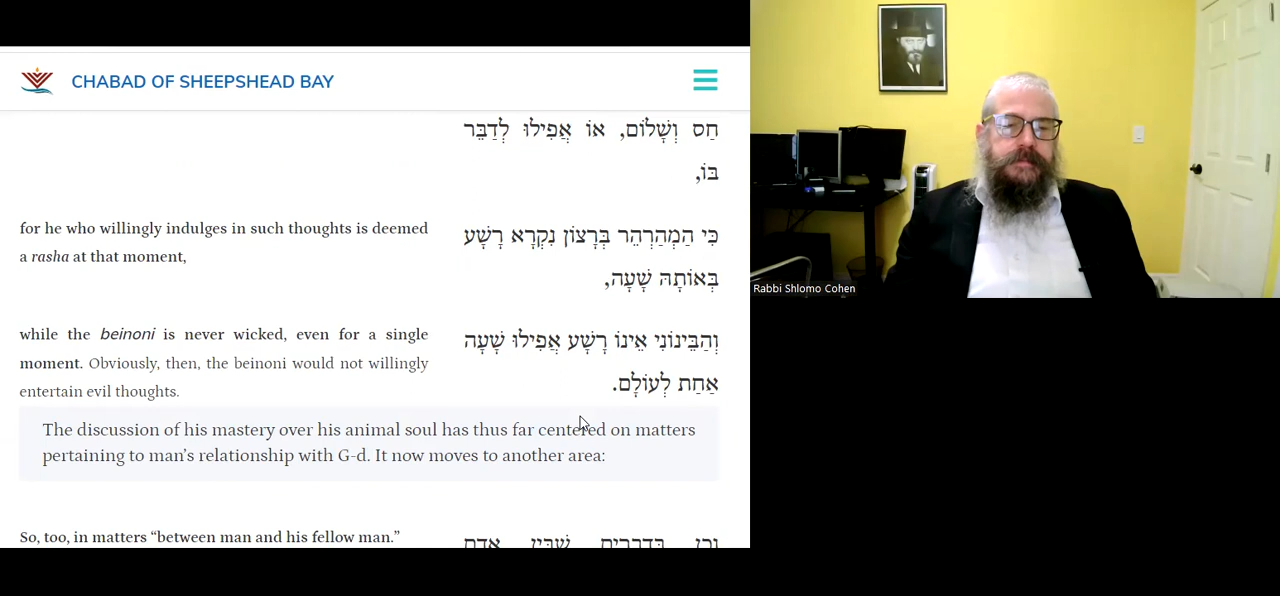 CHABAD OF SHEEPSHEAD BAY
חַס וְשָׁלוֹם, אוֹ אֲפִילוּ לְדַבֵּר
בּוֹ,
for he who willingly indulges in such thoughts is deemed
a rasha at that moment,
כִּי הַמְהַרְהֵר בְּרָצוֹן נִקְרָא רָשָׁע
בְּאוֹתָהּ שָׁעָה,
while the beinoni is never wicked, even for a single
moment. Obviously, then, the beinoni would not willingly
entertain evil thoughts.
וְהַבֵּינוֹנִי אֵינוֹ רָשָׁע אֲפִילוּ שָׁעָה
אַחַת לְעוֹלָם.
The discussion of his mastery over his animal soul has thus far centered on matters
pertaining to man’s relationship with G-d. It now moves to another area:
So, too, in matters “between man and his fellow man.”
וְכֵן בִּדְבָרִים שֶׁבֵּין אָדָם
Rabbi Shlomo Cohen